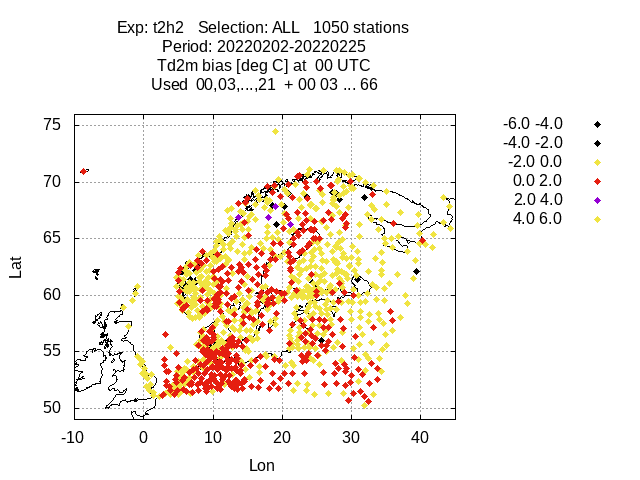 Exp: t2h2 Selection: ALL 1050 stations
Period: 20220202-20220225
Td2m bias [deg C] at 00 UTC
Used 00,03,...,21 + 00 03 ... 66
-6.0 -4.0
-4.0 -2.0
-2.0 0.0
0.0 2.0
2.0 4.0
4.0 6.0
75
70
65
60
55
50
Lat
-10 0 10 20 30 40
Lon